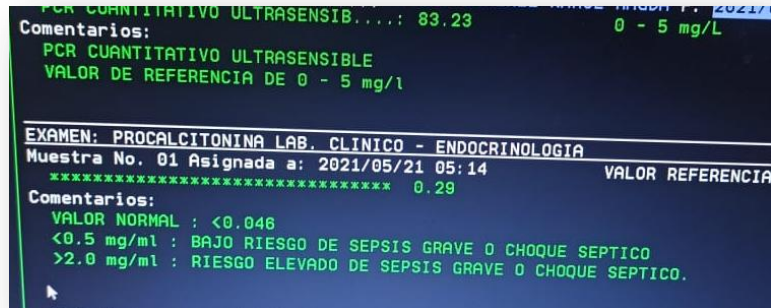 PCR CUANTITATIVO ULTRASENSIB....: 83.23 0 - 5 mg/L
Comentarios:
PCR CUANTITATIVO ULTRASENSIBLE
VALOR DE REFERENCIA DE 0 - 5 mg/l
EXAMEN: PROCALCITONINA LAB. CLINICO - ENDOCRINOLOGIA
Muestra No. 01 Asignada a: 2021/05/21 05:14 VALOR REFERENCIA
******************************** 0.29
Comentarios:
VALOR NORMAL : <0.046
<0.5 mg/ml : BAJO RIESGO DE SEPSIS GRAVE O CHOQUE SEPTICO
>2.0 mg/ml : RIESGO ELEVADO DE SEPSIS GRAVE O CHOQUE SEPTICO.